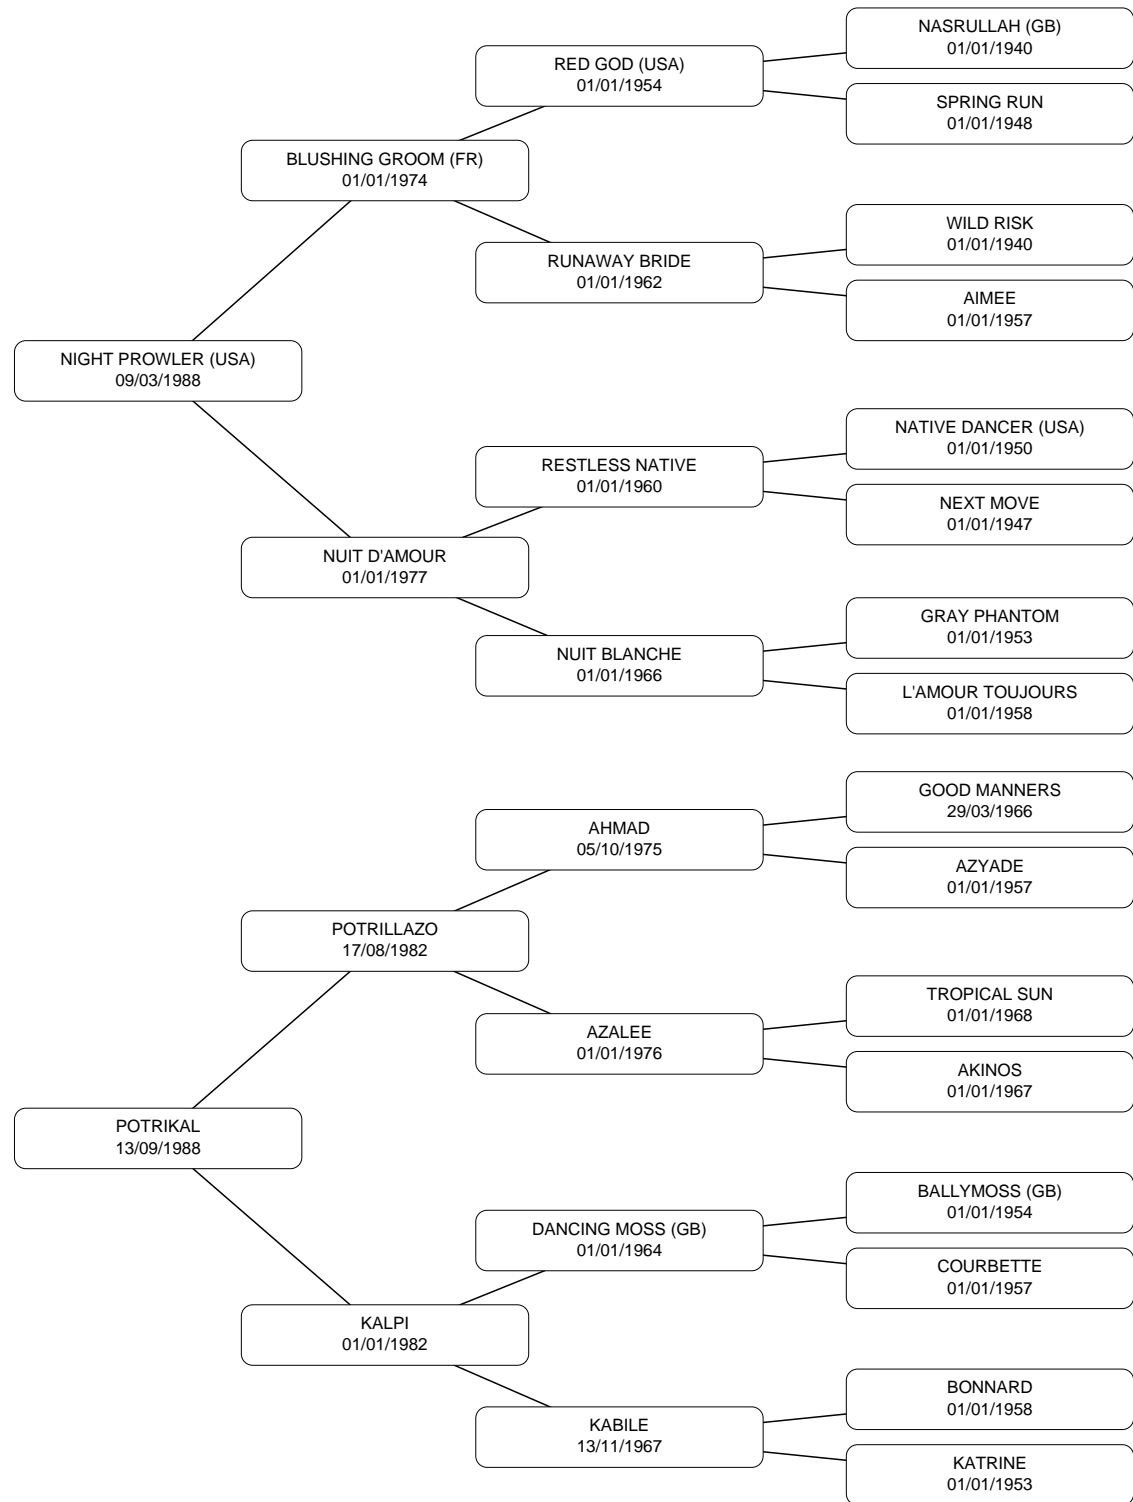 NASRULLAH (GB)
01/01/1940
RED GOD (USA)
01/01/1954
SPRING RUN
01/01/1948
BLUSHING GROOM (FR)
01/01/1974
WILD RISK
01/01/1940
RUNAWAY BRIDE
01/01/1962
AIMEE
01/01/1957
NIGHT PROWLER (USA)
09/03/1988
NATIVE DANCER (USA)
01/01/1950
RESTLESS NATIVE
01/01/1960
NEXT MOVE
01/01/1947
NUIT D'AMOUR
01/01/1977
GRAY PHANTOM
01/01/1953
NUIT BLANCHE
01/01/1966
L'AMOUR TOUJOURS
01/01/1958
GOOD MANNERS
29/03/1966
AHMAD
05/10/1975
AZYADE
01/01/1957
POTRILLAZO
17/08/1982
TROPICAL SUN
01/01/1968
AZALEE
01/01/1976
AKINOS
01/01/1967
POTRIKAL
13/09/1988
BALLYMOSS (GB)
01/01/1954
DANCING MOSS (GB)
01/01/1964
COURBETTE
01/01/1957
KALPI
01/01/1982
BONNARD
01/01/1958
KABILE
13/11/1967
KATRINE
01/01/1953